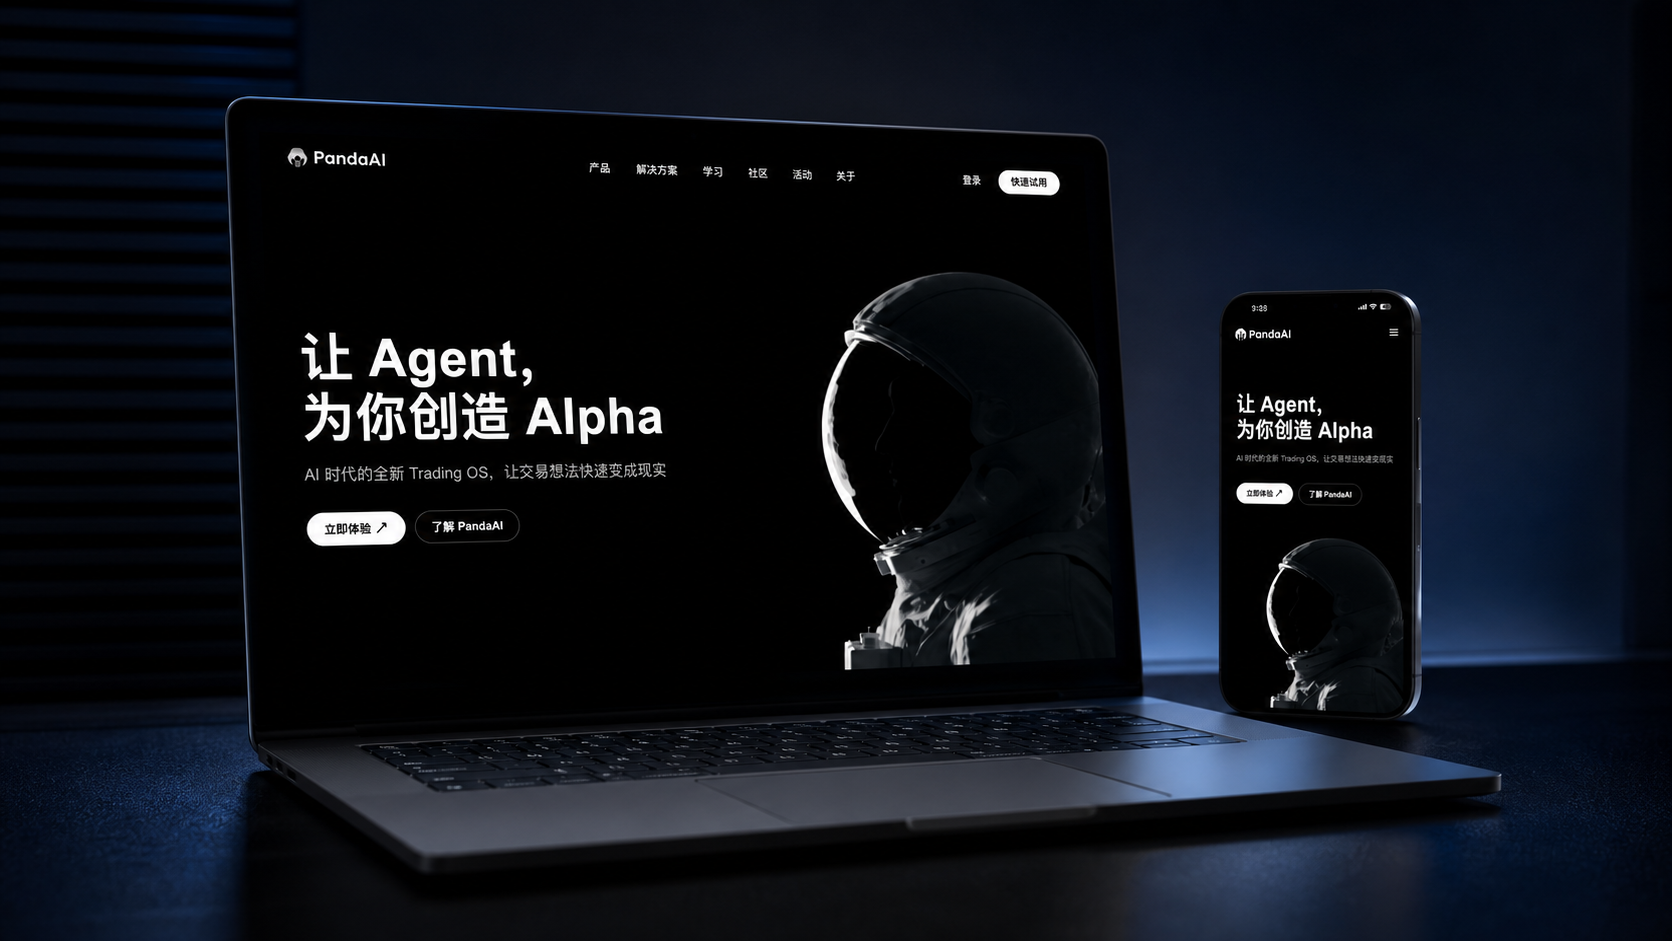 PandaAI
产品 解决方案 学习 社区 活动 关于
登录 快速试用
让 Agent，
为你创造 Alpha
AI 时代的全新 Trading OS，让交易想法快速变成现实
立即体验 ↗ 了解 PandaAI
PandaAI
让 Agent，
为你创造 Alpha
AI 时代的全新 Trading OS，让交易想法快速变成现实
立即体验 ↗ 了解 PandaAI